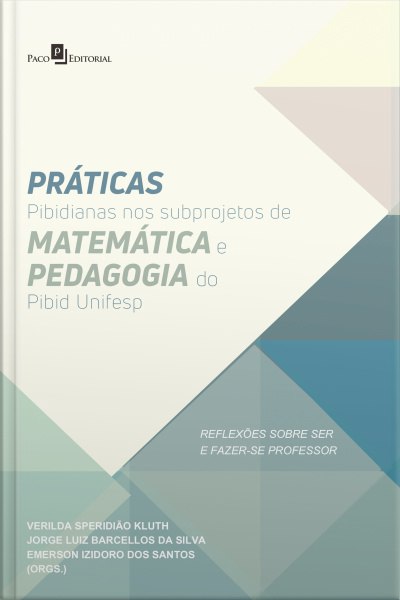 PACO P EDITORIAL
PRÁTICAS
Pibidianas nos subprojetos de
MATEMÁTICA e
PEDAGOGIA do
Pibid Unifesp
REFLEXÕES SOBRE SER
E FAZER-SE PROFESSOR
VERILDA SPERIDIÃO KLUTH
JORGE LUIZ BARCELLOS DA SILVA
EMERSON IZIDORO DOS SANTOS
(ORGS.)